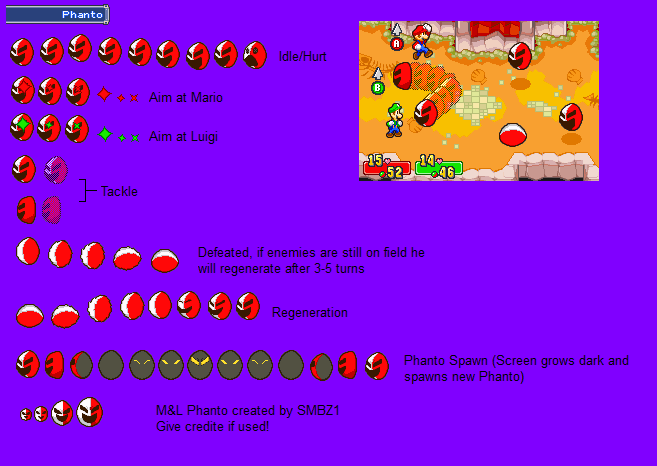 Phanto
Idle/Hurt
A
Aim at Mario
B
Aim at Luigi
15
52
14
46
Tackle
Defeated, if enemies are still on field he
will regenerate after 3-5 turns
Regeneration
Phanto Spawn (Screen grows dark and
spawns new Phanto)
M&L Phanto created by SMBZ1
Give credite if used!